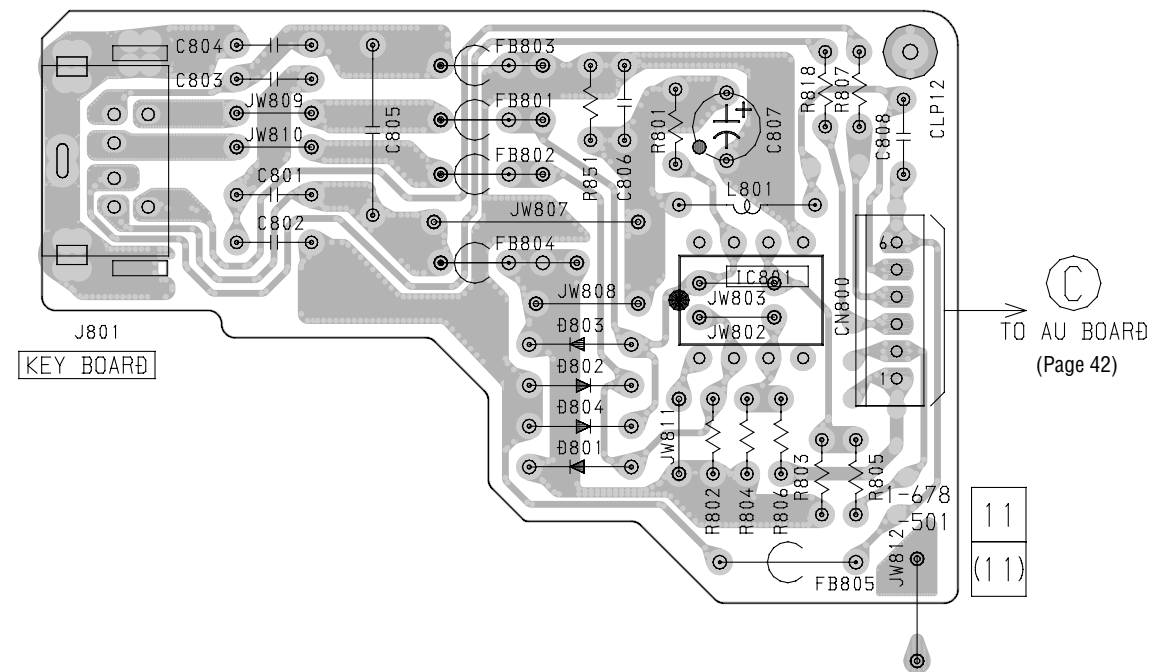 C804
FB803
C803
JW809
FB801
JW810
C805
FB802
R851
C806
R801
+
C807
R818
R807
C808
CLP12
C801
L801
C802
JW807
FB804
6
IC801
JW808
JW803
JW802
CN800
C
TO AU BOARD
(Page 42)
J801
KEY BOARD
D803
D802
1
D804
JW811
D801
R802
R804
R806
R803
R805
1-678
-501
11
(11)
JW812
FB805